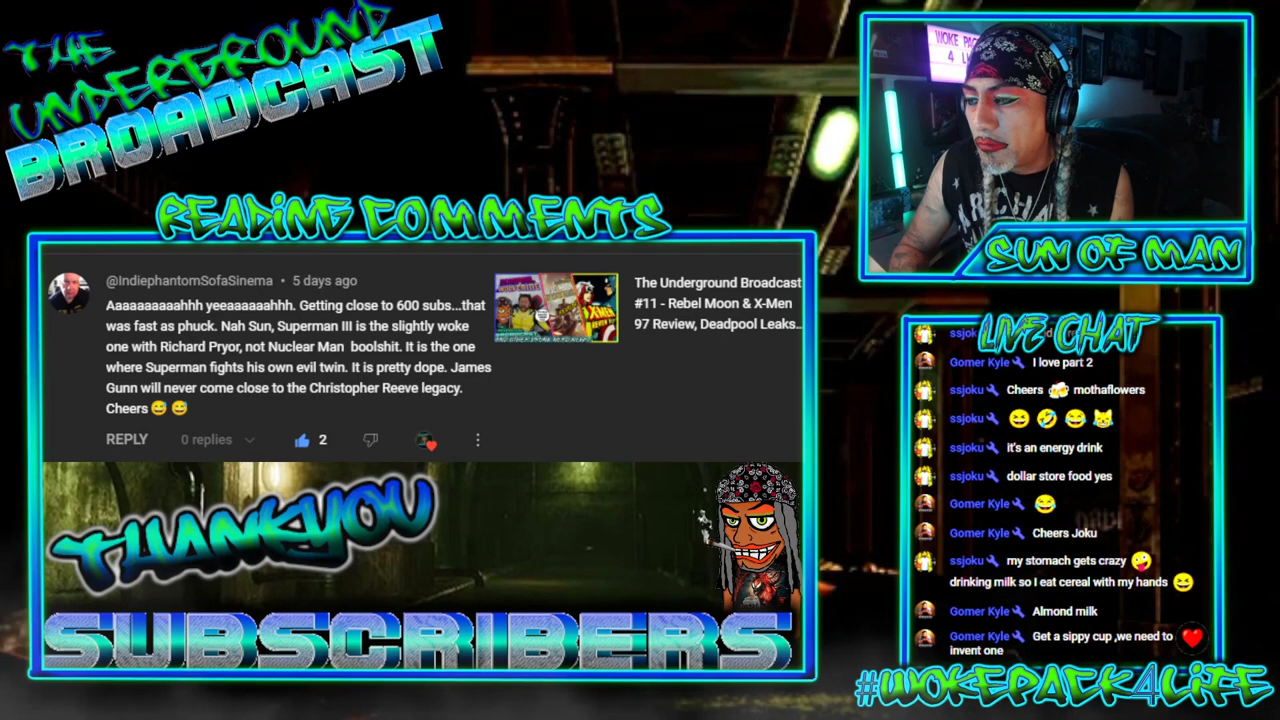 THE
UNDERGROUND
BROADCAST
READING COMMENTS
@IndiephantomSofaSinema • 5 days ago
Aaaaaaaaaahhh yeeaaaaaahhh. Getting close to 600 subs...that
was fast as phuck. Nah Sun, Superman III is the slightly woke
one with Richard Pryor, not Nuclear Man boolshit. It is the one
where Superman fights his own evil twin. It is pretty dope. James
Gunn will never come close to the Christopher Reeve legacy.
Cheers 😅 😅
REPLY 0 replies 2
The Underground Broadcast
#11 - Rebel Moon & X-Men
97 Review, Deadpool Leaks...
THANKYOU
SUBSCRIBERS
WOKE PAC
4 L
ARCHA
SUN OF MAN
LIVE CHAT
ssjoku
Gomer Kyle I love part 2
ssjoku Cheers 🍻 mothaflowers
ssjoku 😆 🤣 😂 😹
ssjoku it's an energy drink
ssjoku dollar store food yes
Gomer Kyle 😂
Gomer Kyle Cheers Joku
ssjoku my stomach gets crazy 🤪
drinking milk so I eat cereal with my hands 😆
Gomer Kyle Almond milk
Gomer Kyle Get a sippy cup ,we need to
invent one
#WOKEPACK4LIFE